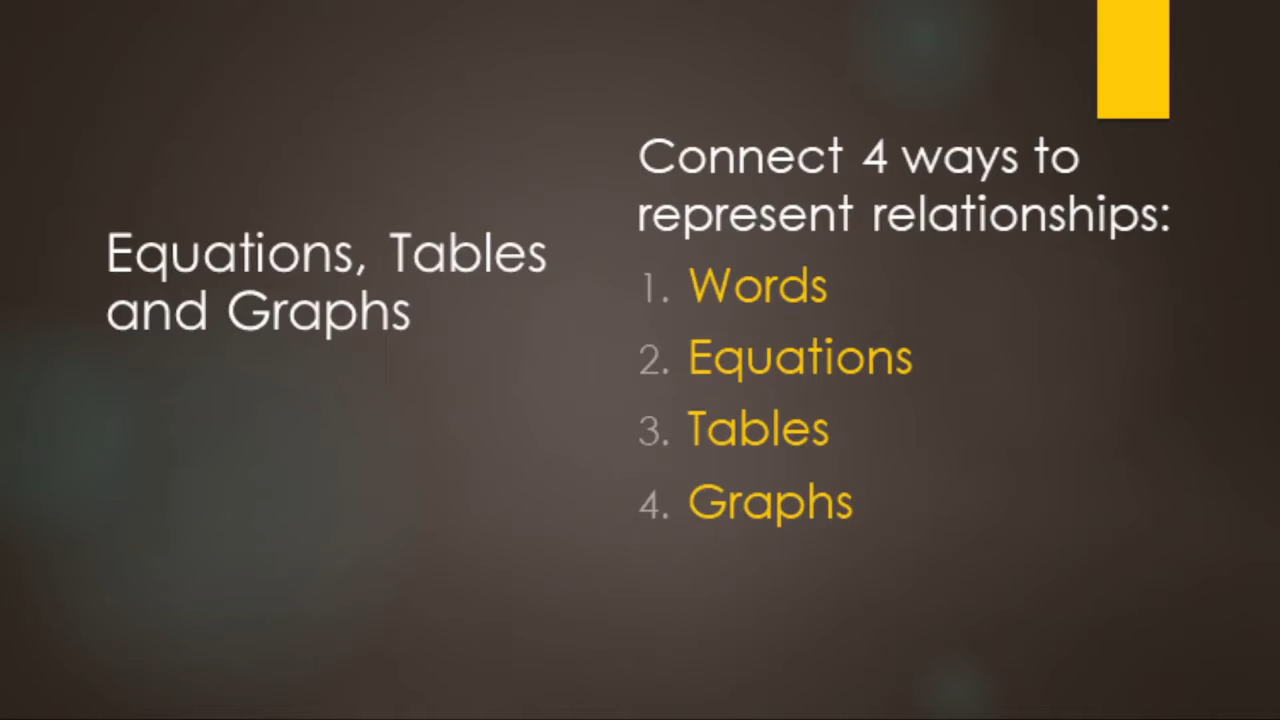 Equations, Tables
and Graphs
Connect 4 ways to
represent relationships:
1. Words
2. Equations
3. Tables
4. Graphs